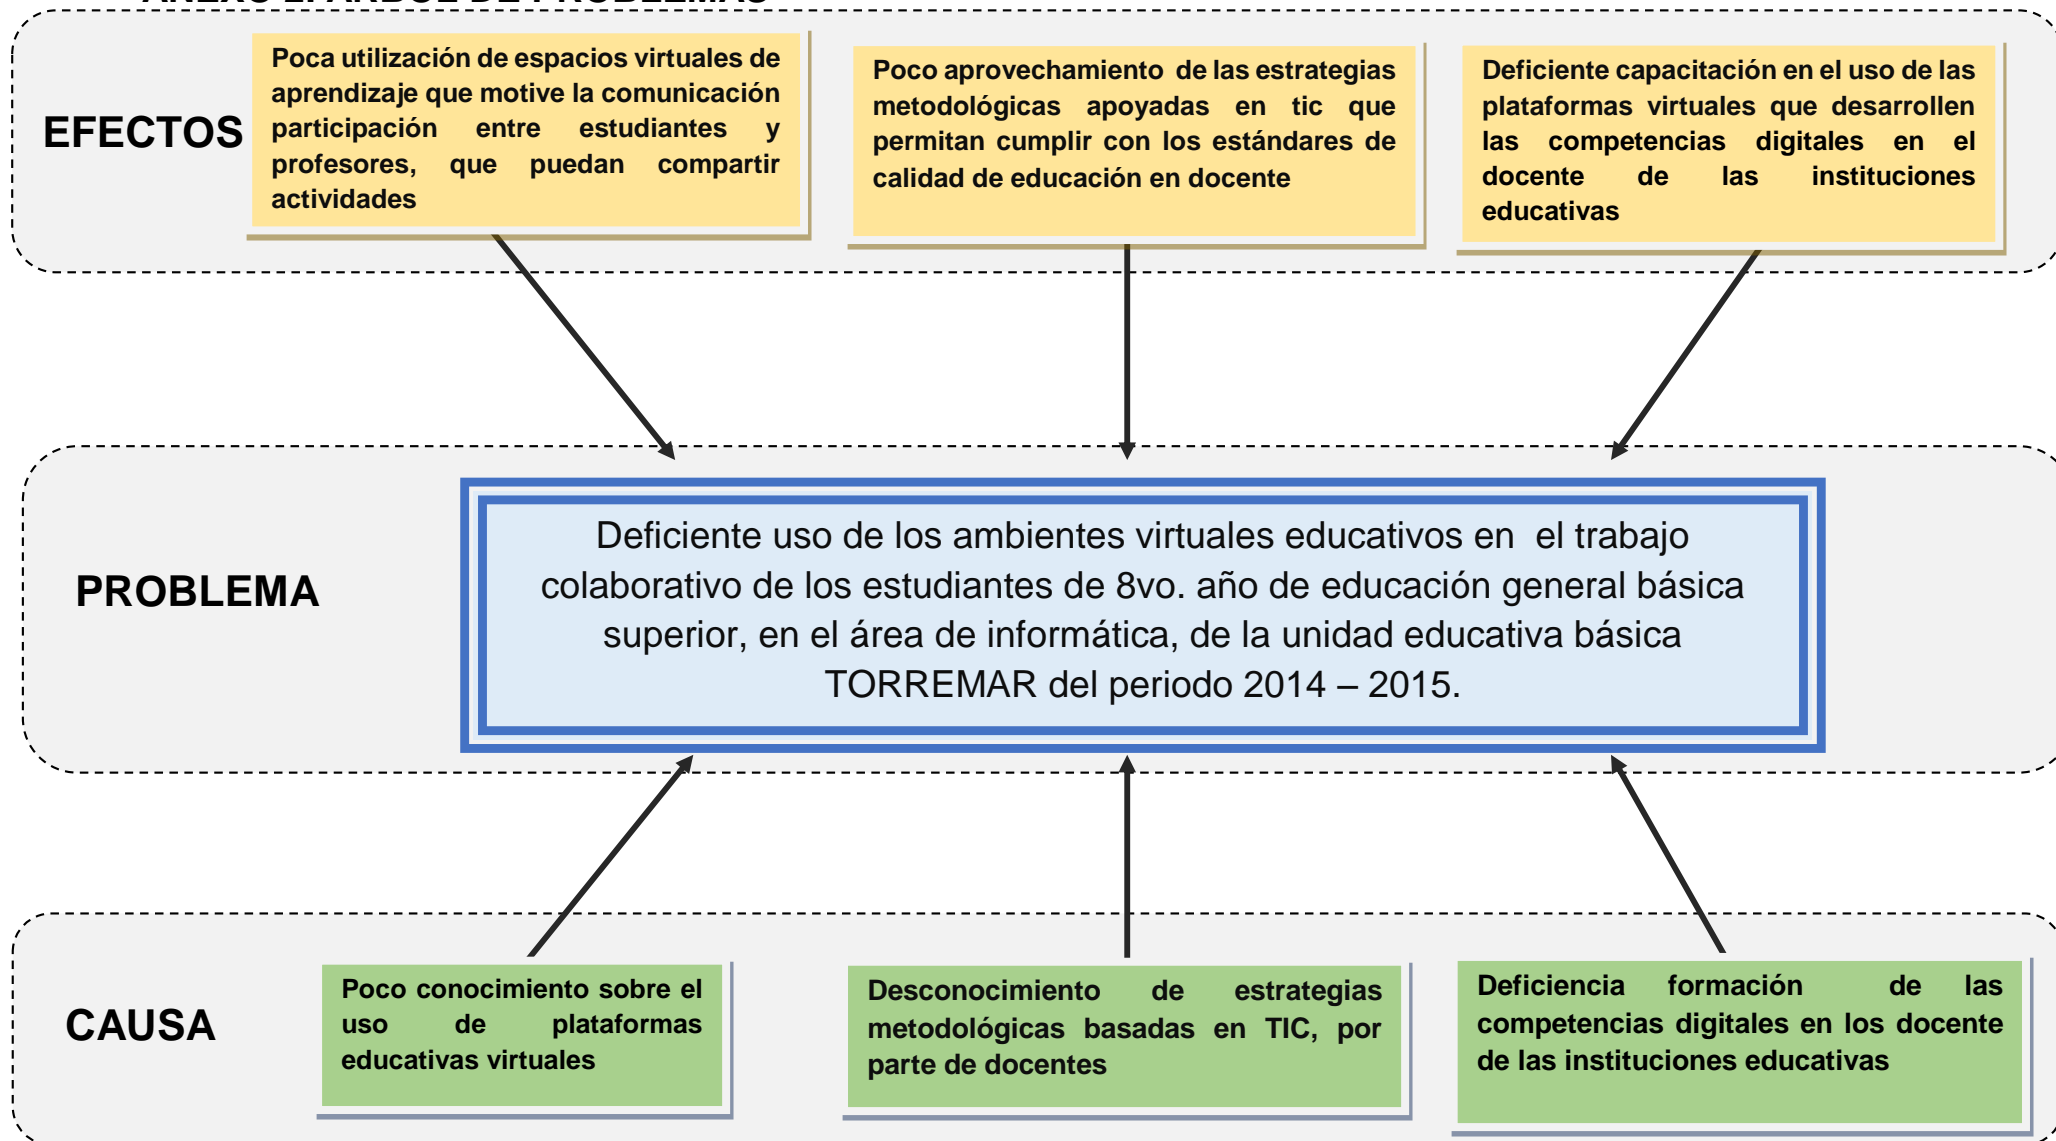 ANEXO 2. ÁRBOL DE PROBLEMAS
EFECTOS
Poca utilización de espacios virtuales de
aprendizaje que motive la comunicación
participación entre estudiantes y
profesores, que puedan compartir
actividades
Poco aprovechamiento de las estrategias
metodológicas apoyadas en tic que
permitan cumplir con los estándares de
calidad de educación en docente
Deficiente capacitación en el uso de las
plataformas virtuales que desarrollen
las competencias digitales en el
docente de las instituciones
educativas
PROBLEMA
Deficiente uso de los ambientes virtuales educativos en el trabajo
colaborativo de los estudiantes de 8vo. año de educación general básica
superior, en el área de informática, de la unidad educativa básica
TORREMAR del periodo 2014 – 2015.
CAUSA
Poco conocimiento sobre el
uso de plataformas
educativas virtuales
Desconocimiento de estrategias
metodológicas basadas en TIC, por
parte de docentes
Deficiencia formación de las
competencias digitales en los docente
de las instituciones educativas